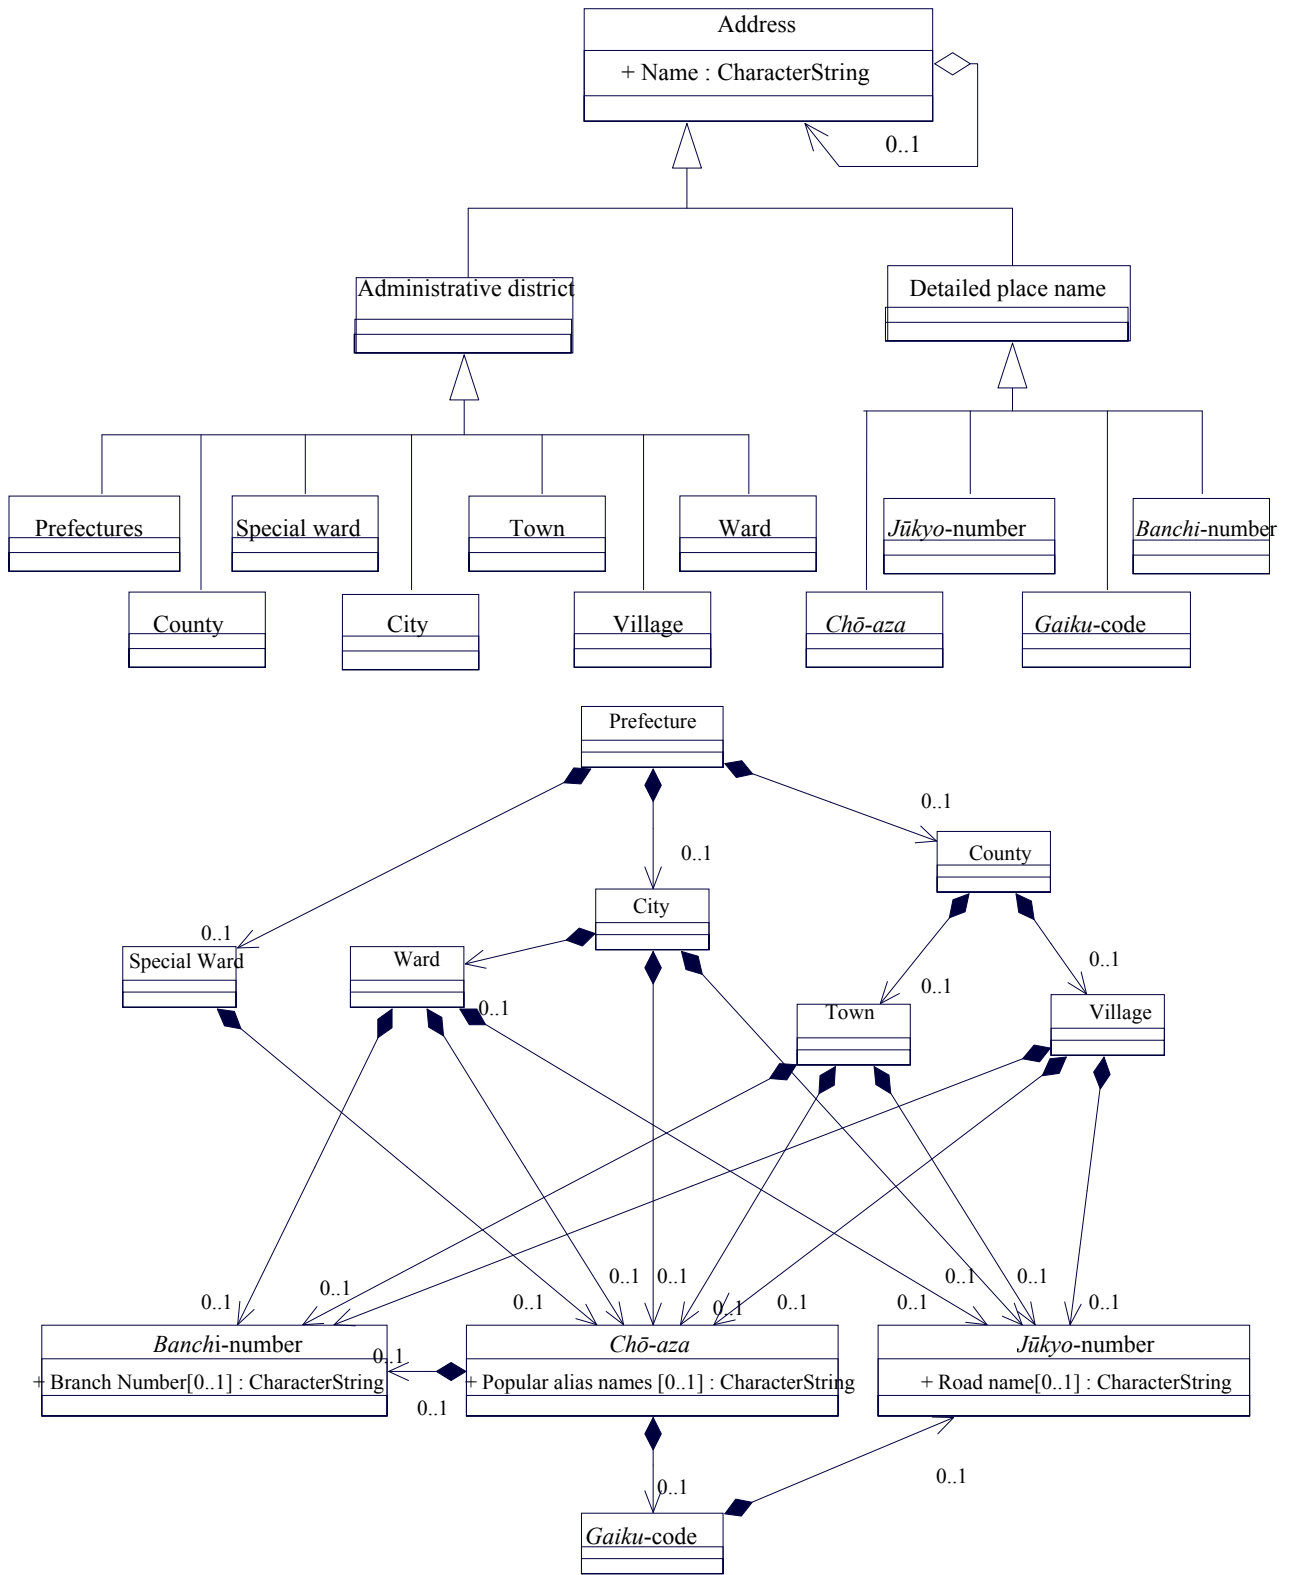 Address
+ Name : CharacterString
0..1
Administrative district
Detailed place name
Prefectures
Special ward
Town
Ward
Jūkyo-number
Banchi-number
County
City
Village
Chō-aza
Gaiku-code
Prefecture
0..1
0..1
County
City
0..1
Special Ward
Ward
0..1
0..1
0..1
Town
Village
0..1
0..1
0..1
0..1
0..1
0..1
0..1
0..1
0..1
0..1
0..1
0..1
Banchi-number
Chō-aza
Jūkyo-number
0..1
+ Branch Number[0..1] : CharacterString
+ Popular alias names [0..1] : CharacterString
+ Road name[0..1] : CharacterString
0..1
0..1
0..1
Gaiku-code